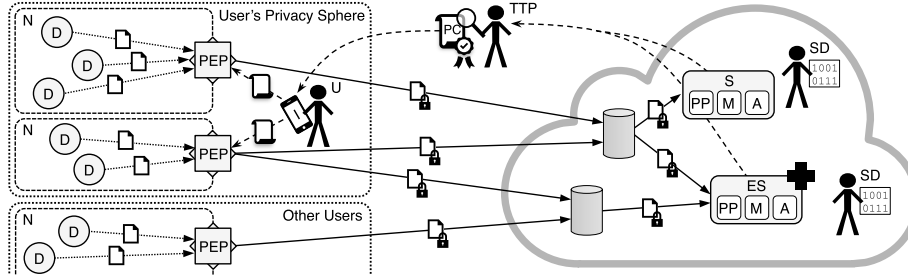 N
D
D
D
PEP
User's Privacy Sphere
U
N
D
D
PEP
Other Users
N
D
D
PEP
TTP
PC
S
PP M A
SD
1001
0111
ES
PP M A
SD
1001
0111